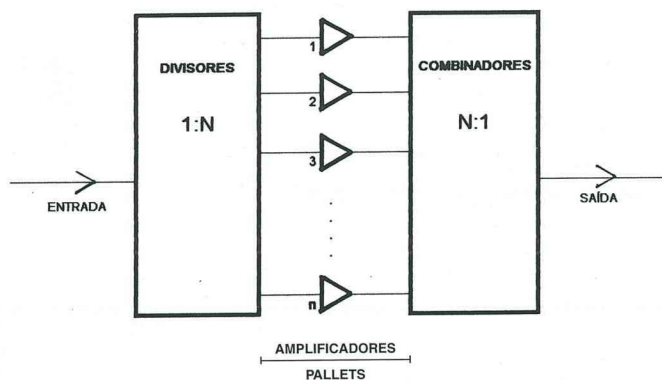 DIVISORES
1:N
1
2
3
n
COMBINADORES
N:1
ENTRADA
SAÍDA
AMPLIFICADORES
PALLETS